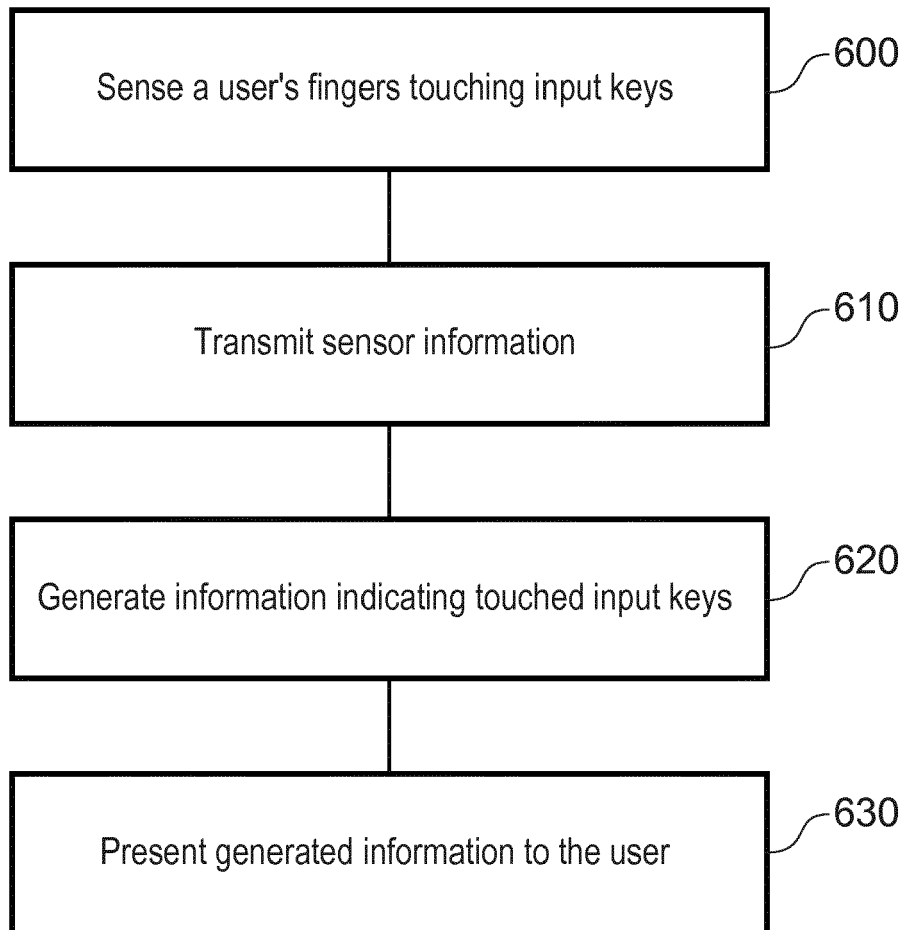 Sense a user's fingers touching input keys
600
Transmit sensor information
610
Generate information indicating touched input keys
620
Present generated information to the user
630